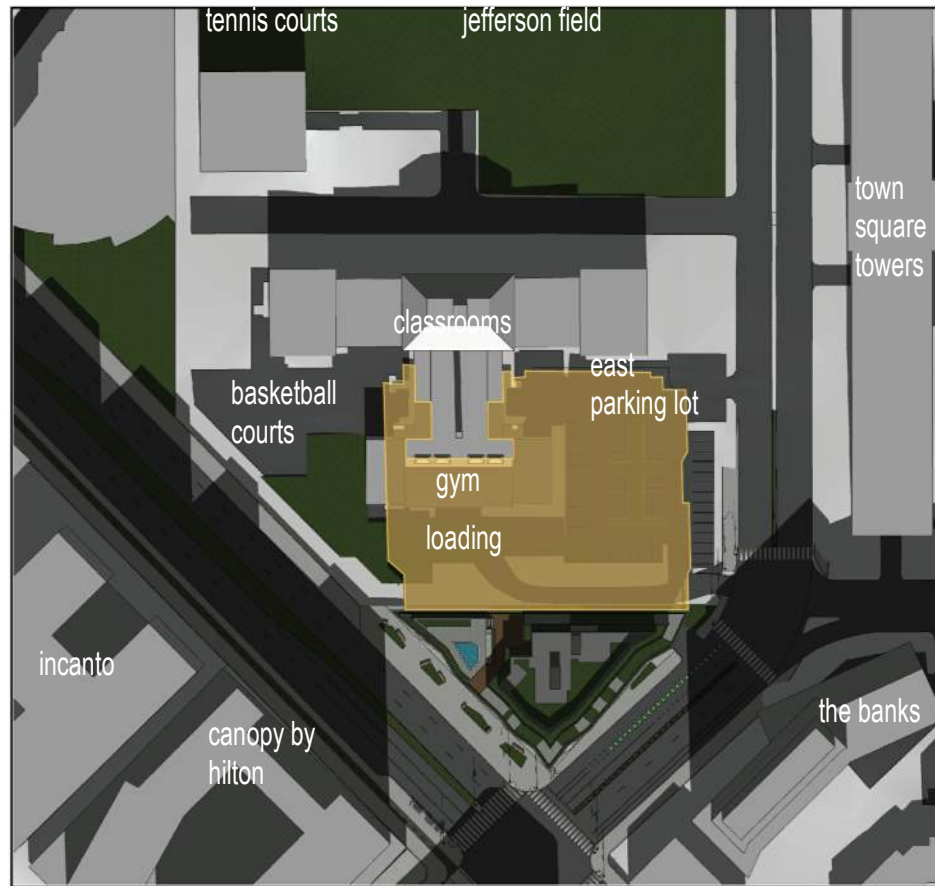 tennis courts
jefferson field
town
square
towers
classrooms
east
parking lot
basketball
courts
gym
loading
incanto
canopy by
hilton
the banks